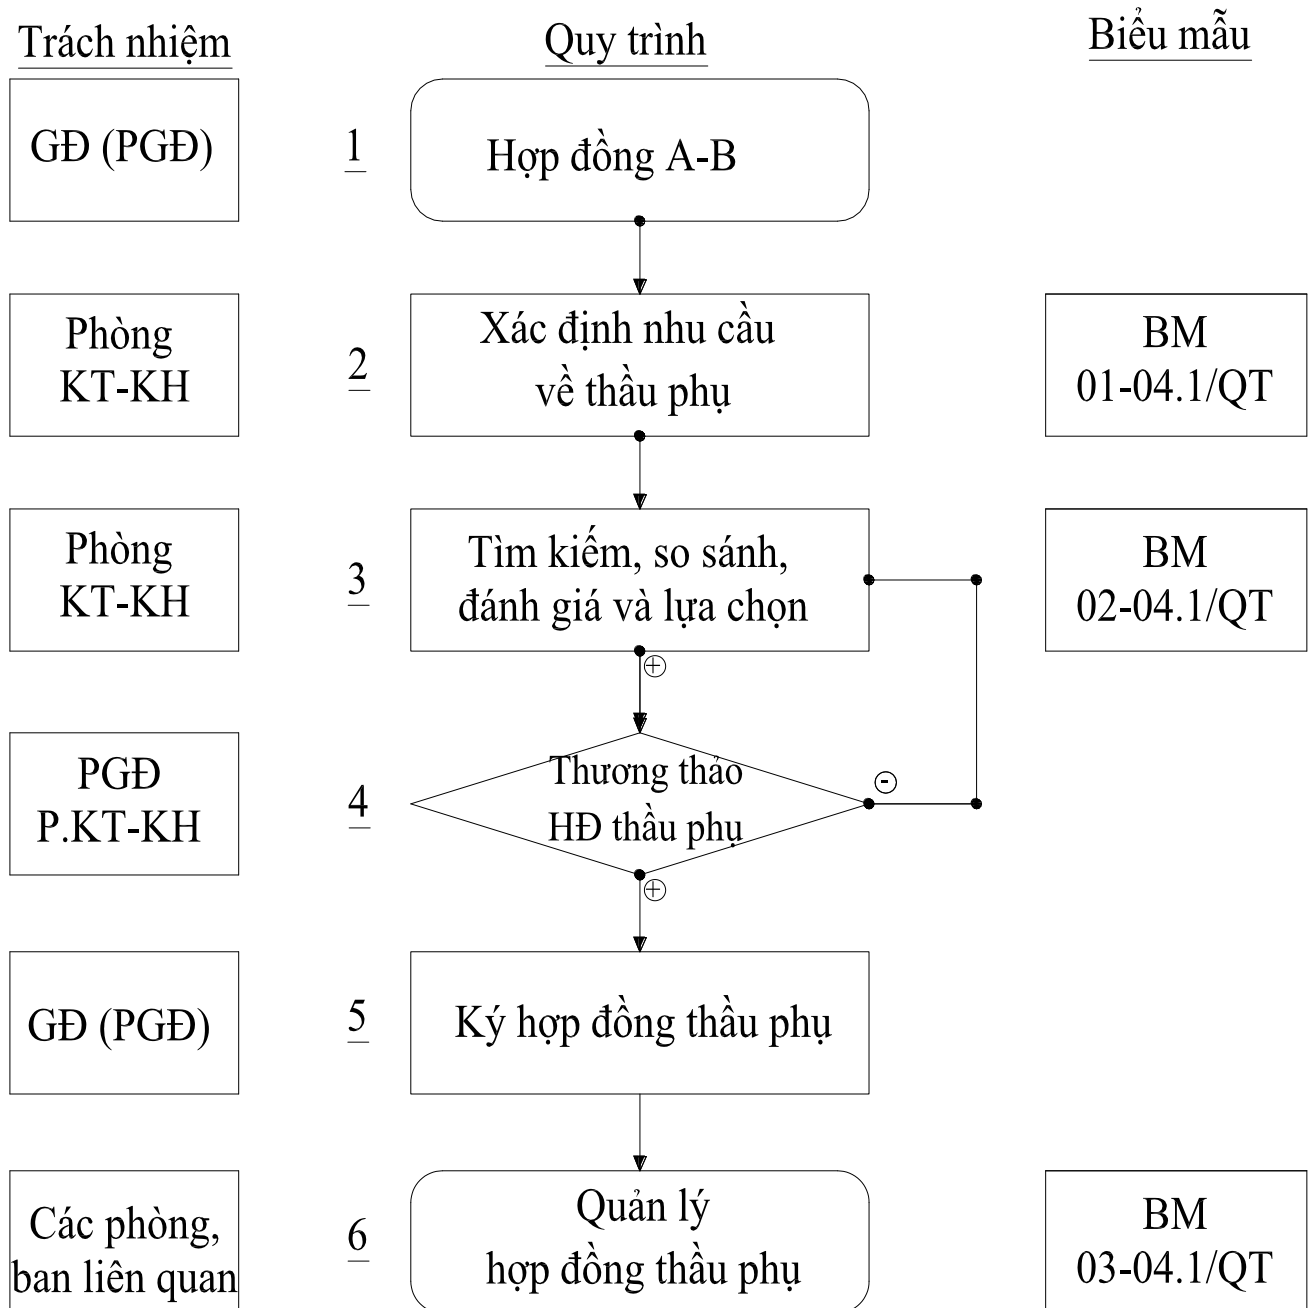 Trách nhiệm
Quy trình
Biểu mẫu
GĐ (PGĐ)
1
Hợp đồng A-B
Phòng
KT-KH
2
Xác định nhu cầu
về thầu phụ
BM
01-04.1/QT
Phòng
KT-KH
3
Tìm kiếm, so sánh,
đánh giá và lựa chọn
BM
02-04.1/QT
+
PGĐ
P.KT-KH
4
Thương thảo
HĐ thầu phụ
-
+
GĐ (PGĐ)
5
Ký hợp đồng thầu phụ
Các phòng,
ban liên quan
6
Quản lý
hợp đồng thầu phụ
BM
03-04.1/QT